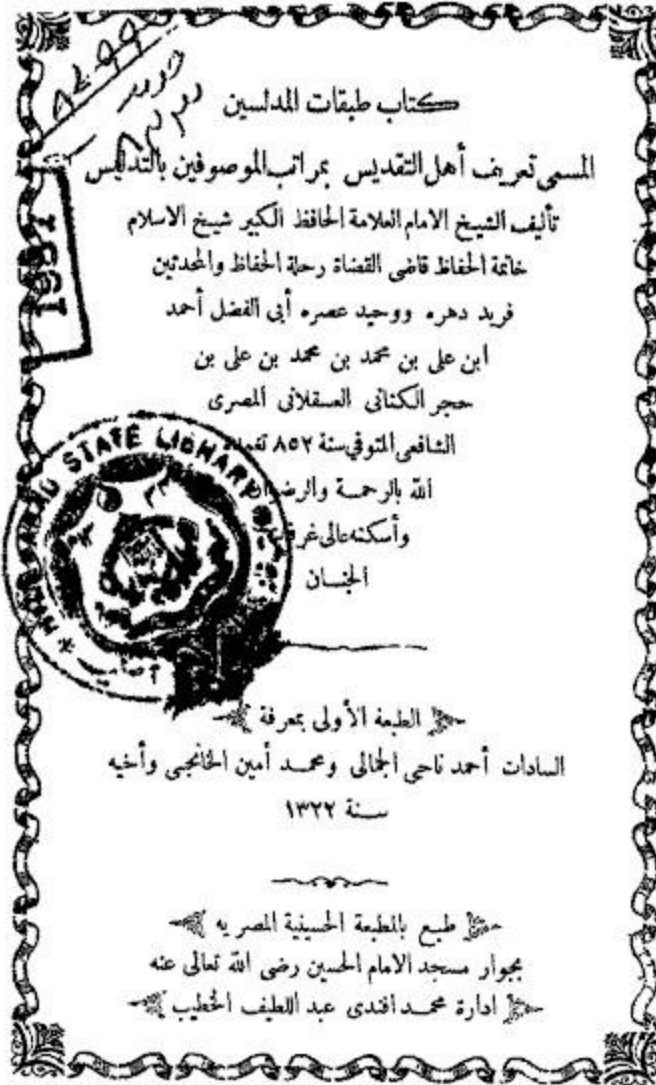 كتاب طبقات المدلسين
المسمى تعريف أهل التقديس بمراتب الموصوفين بالتدليس
تأليف الشيخ الامام العلامة الحافظ الكبير شيخ الاسلام
خاتمة الحفاظ قاضى القضاة رحلة الحفاظ والمحدثين
فريد دهره ووحيد عصره أبى الفضل أحمد
ابن على بن محمد بن محمد بن على بن
حجر الكنانى العسقلانى المصرى
الشافعى المتوفي سنة ٨٥٢
الله بالرحمة
وأسكنه عالى
الجنان
1991
STATE LIBRARY
الطبعة الأولى بمعرفة
السادات أحمد ناجى الجمالى ومحمد أمين الخانجى وأخيه
سنة ١٣٢٢
طبع بالمطبعة الحسينية المصريه
بجوار مسجد الامام الحسين رضى الله تعالى عنه
ادارة محمد افندى عبد اللطيف الخطيب